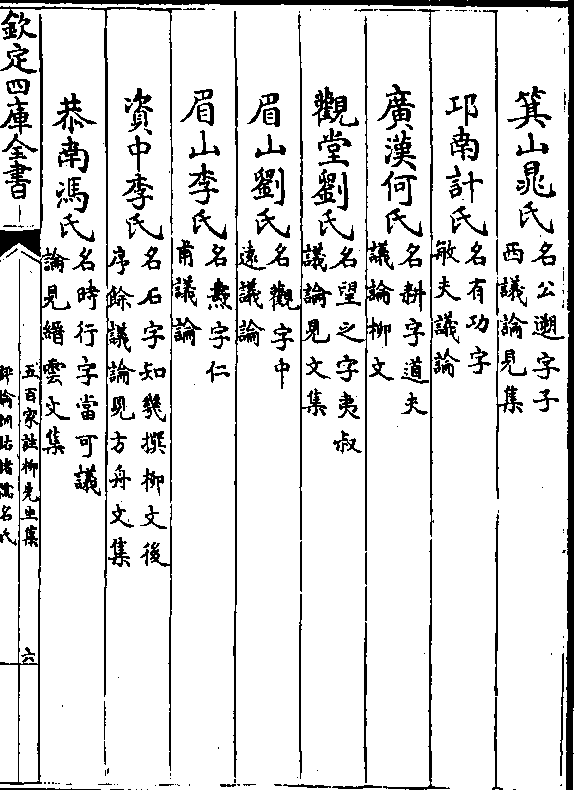 箕山晁氏名公遡字子西議論見集
邛南計氏名有功字敏夫議論
廣漢何氏名耕字道夫議論柳文
觀堂劉氏名望之字夷叔議論見文集
眉山劉氏名觀字中遠議論
眉山李氏名燾字仁甫議論
資中李氏名石字知幾撰柳文後序餘議論見方舟文集
恭南馮氏名時行字當可議論見縉雲文集
欽定四庫全書
五百家註柳先生集
評論訓詁諸儒名氏
六